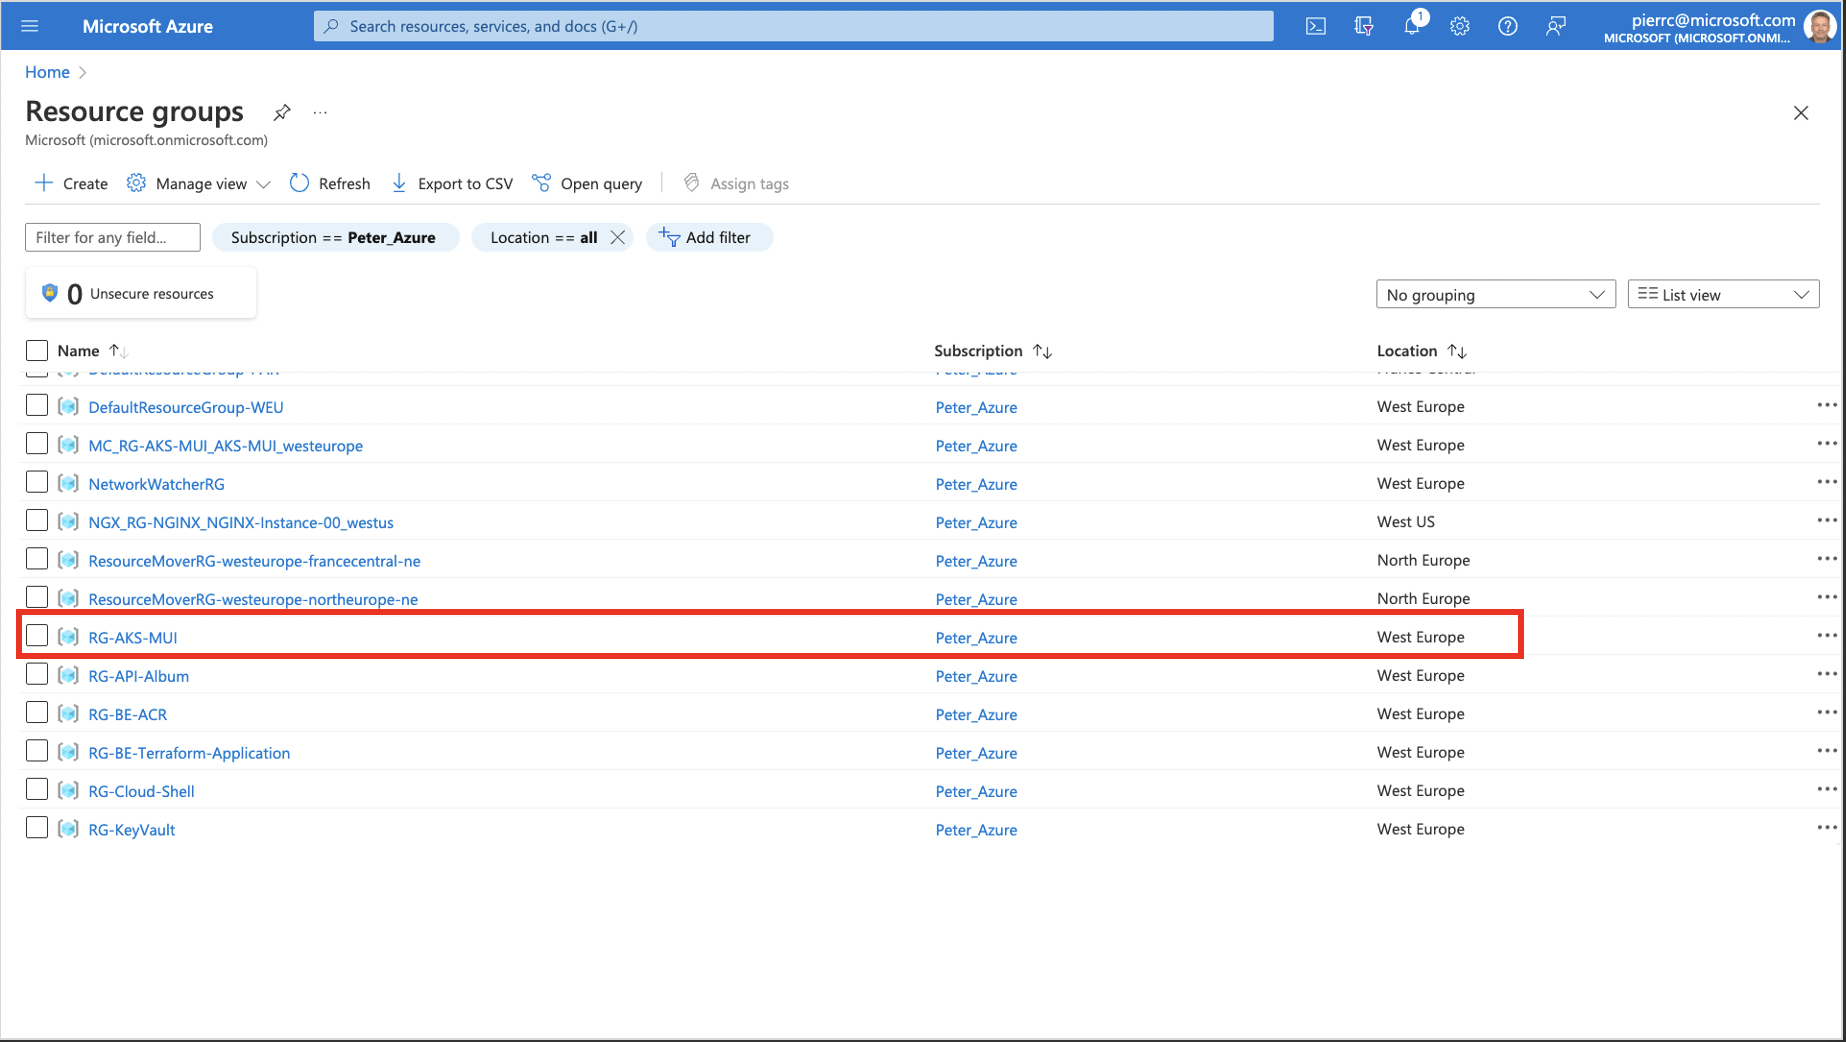 Microsoft Azure
Search resources, services, and docs (G+/)
1
pierrc@microsoft.com
MICROSOFT (MICROSOFT.ONMI...
Home
Resource groups
...
Microsoft (microsoft.onmicrosoft.com)
Create
Manage view
Refresh
Export to CSV
Open query
Assign tags
Filter for any field...
Subscription == Peter_Azure
Location == all
Add filter
0 Unsecure resources
No grouping
List view
Name Subscription Location
DefaultResourceGroup-PAR Peter_Azure France Central
DefaultResourceGroup-WEU Peter_Azure West Europe
MC_RG-AKS-MUI_AKS-MUI_westeurope Peter_Azure West Europe
NetworkWatcherRG Peter_Azure West Europe
NGX_RG-NGINX_NGINX-Instance-00_westus Peter_Azure West US
ResourceMoverRG-westeurope-francecentral-ne Peter_Azure North Europe
ResourceMoverRG-westeurope-northeurope-ne Peter_Azure North Europe
RG-AKS-MUI Peter_Azure West Europe
RG-API-Album Peter_Azure West Europe
RG-BE-ACR Peter_Azure West Europe
RG-BE-Terraform-Application Peter_Azure West Europe
RG-Cloud-Shell Peter_Azure West Europe
RG-KeyVault Peter_Azure West Europe